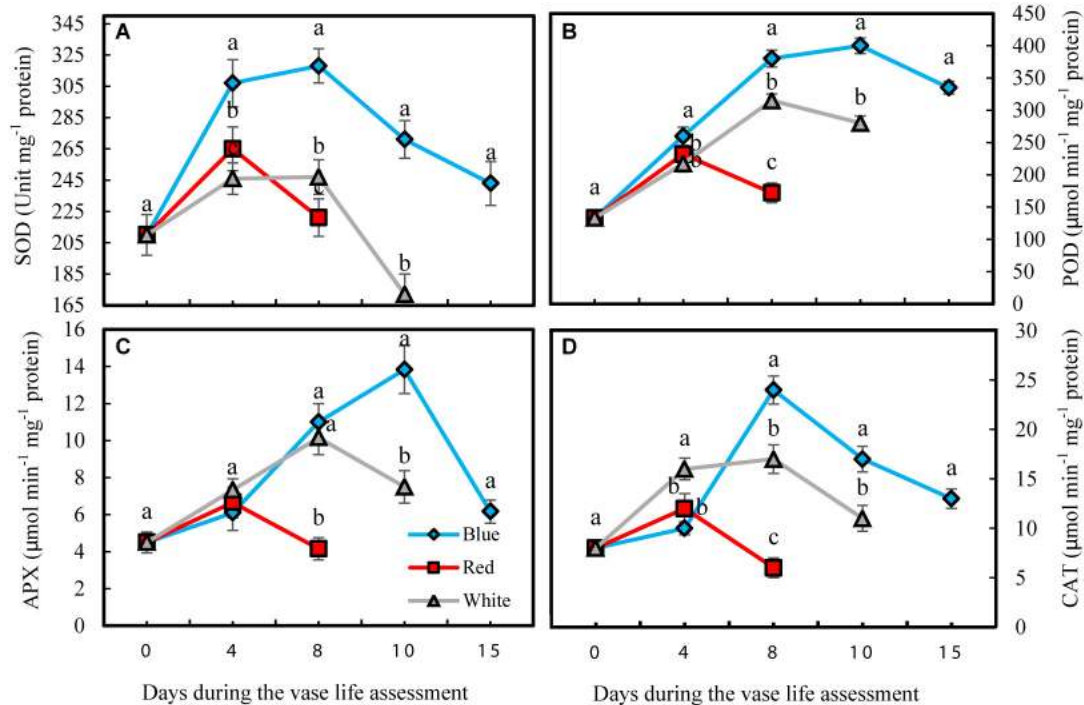 A
SOD (Unit mg-1 protein)
345
325
305
285
265
245
225
205
185
165
a
a
a
a
a
b
b
c
b
B
POD (µmol min-1 mg-1 protein)
450
400
350
300
250
200
150
100
50
0
a
a
a
a
a
b
b
b
b
c
C
APX (µmol min-1 mg-1 protein)
16
14
12
10
8
6
4
2
0
a
a
a
a
a
a
b
b
Blue
Red
White
0 4 8 10 15
Days during the vase life assessment
D
CAT (µmol min-1 mg-1 protein)
30
25
20
15
10
5
0
a
a
a
a
a
b
b
b
b
c
0 4 8 10 15
Days during the vase life assessment